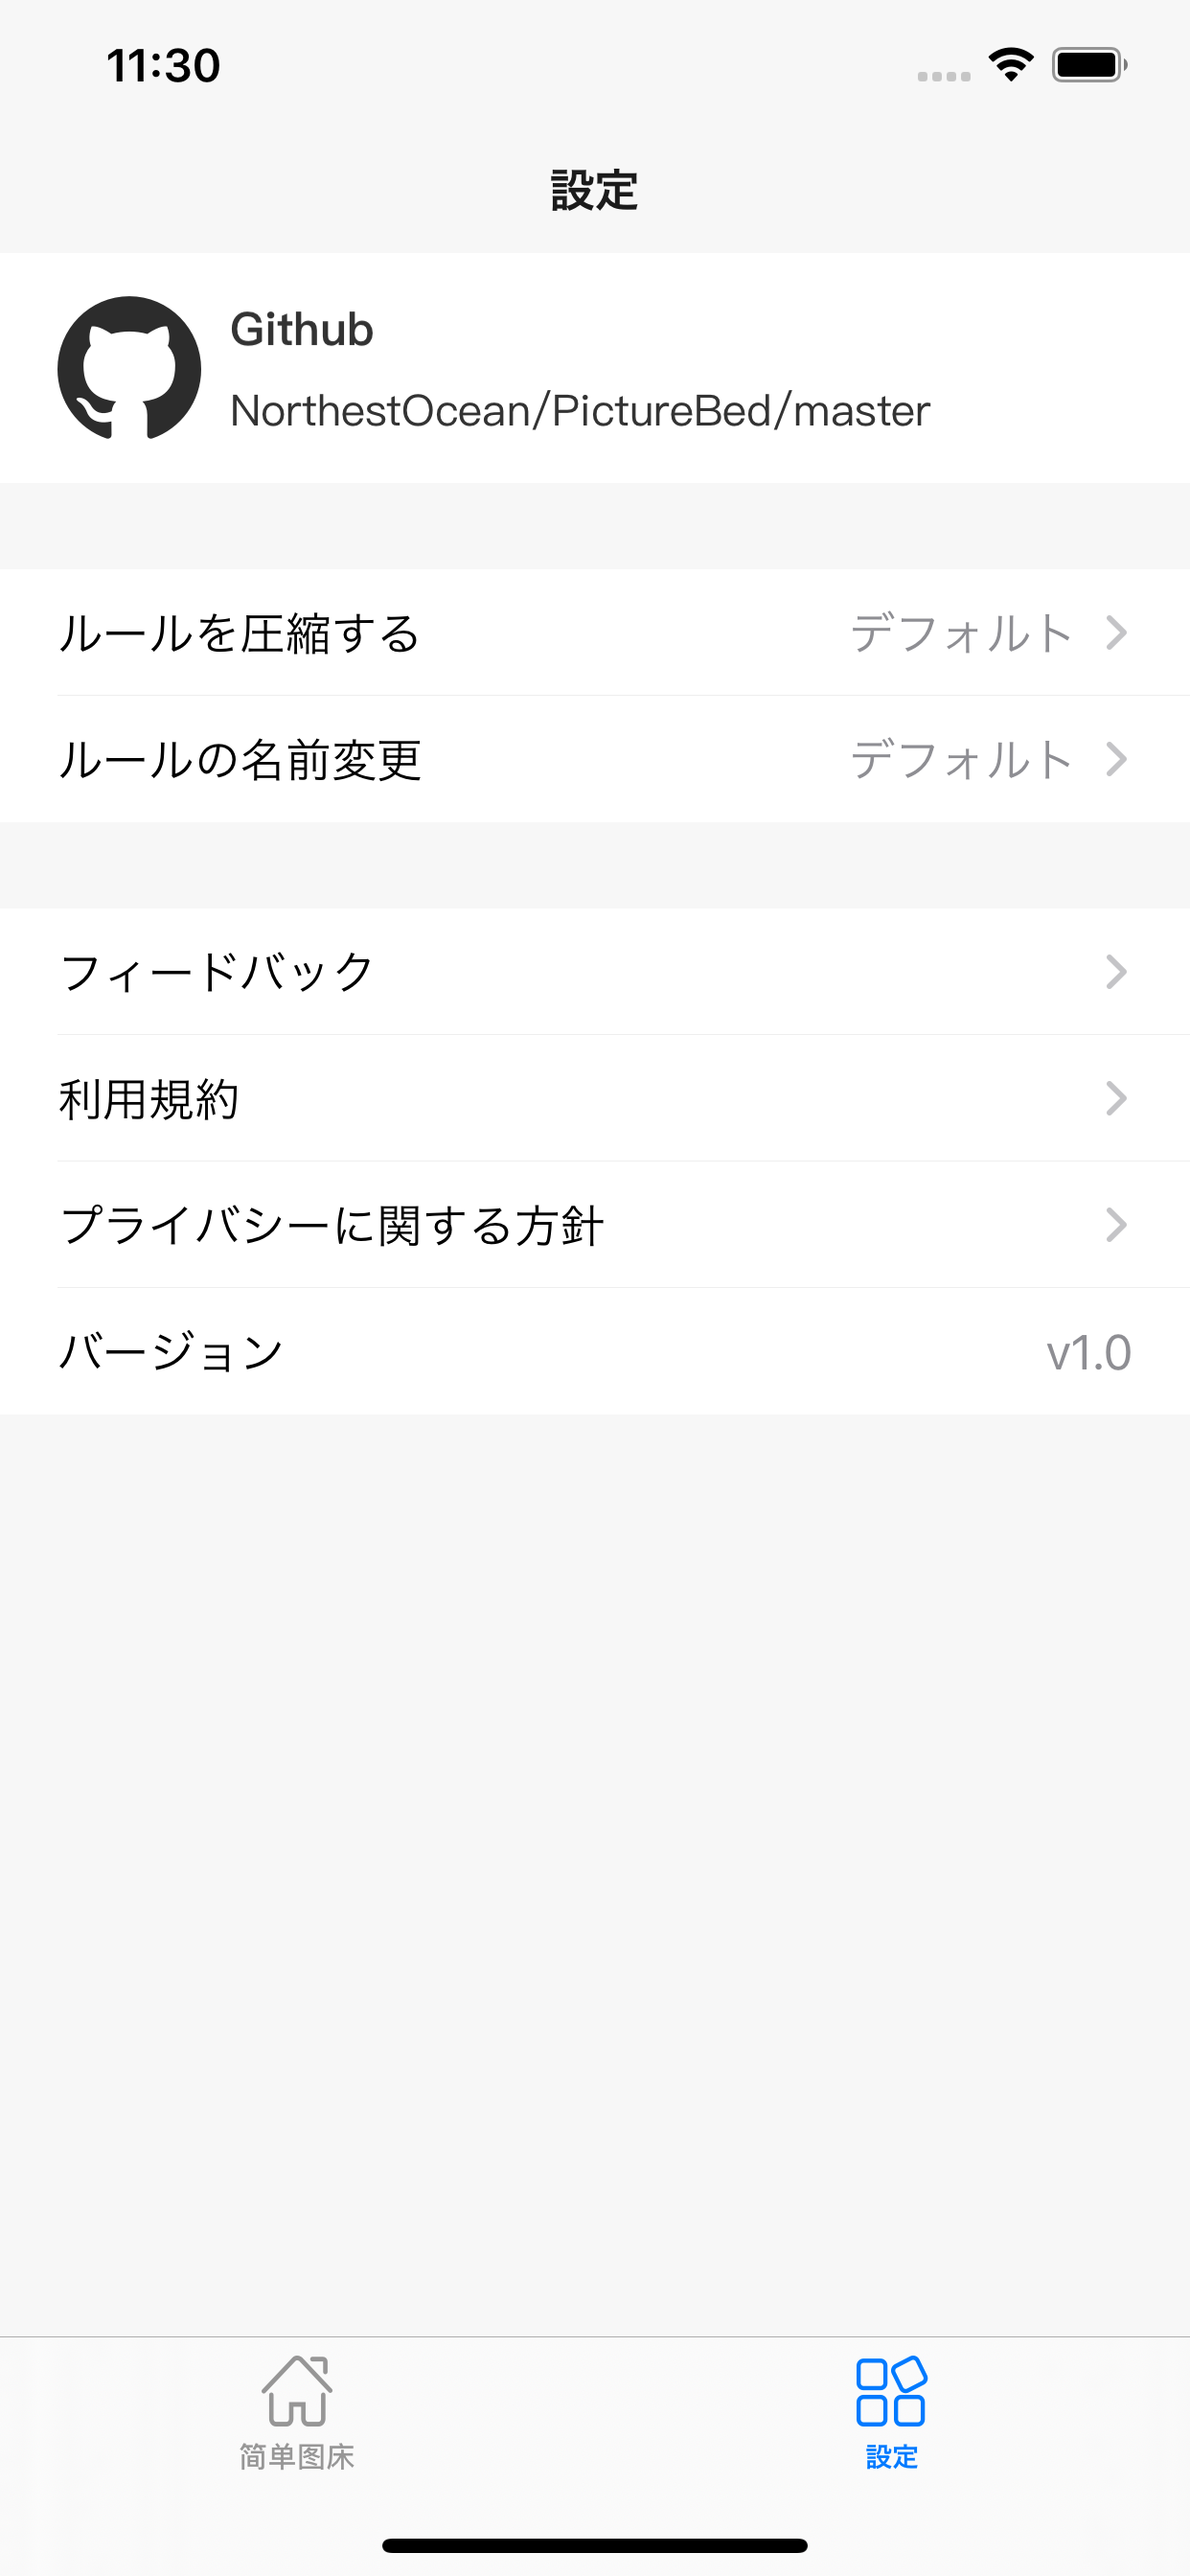 11:30
設定
Github
NorthestOcean/PictureBed/master
ルールを圧縮する デフォルト
ルールの名前変更 デフォルト
フィードバック
利用規約
プライバシーに関する方針
バージョン v1.0
简单图床 設定